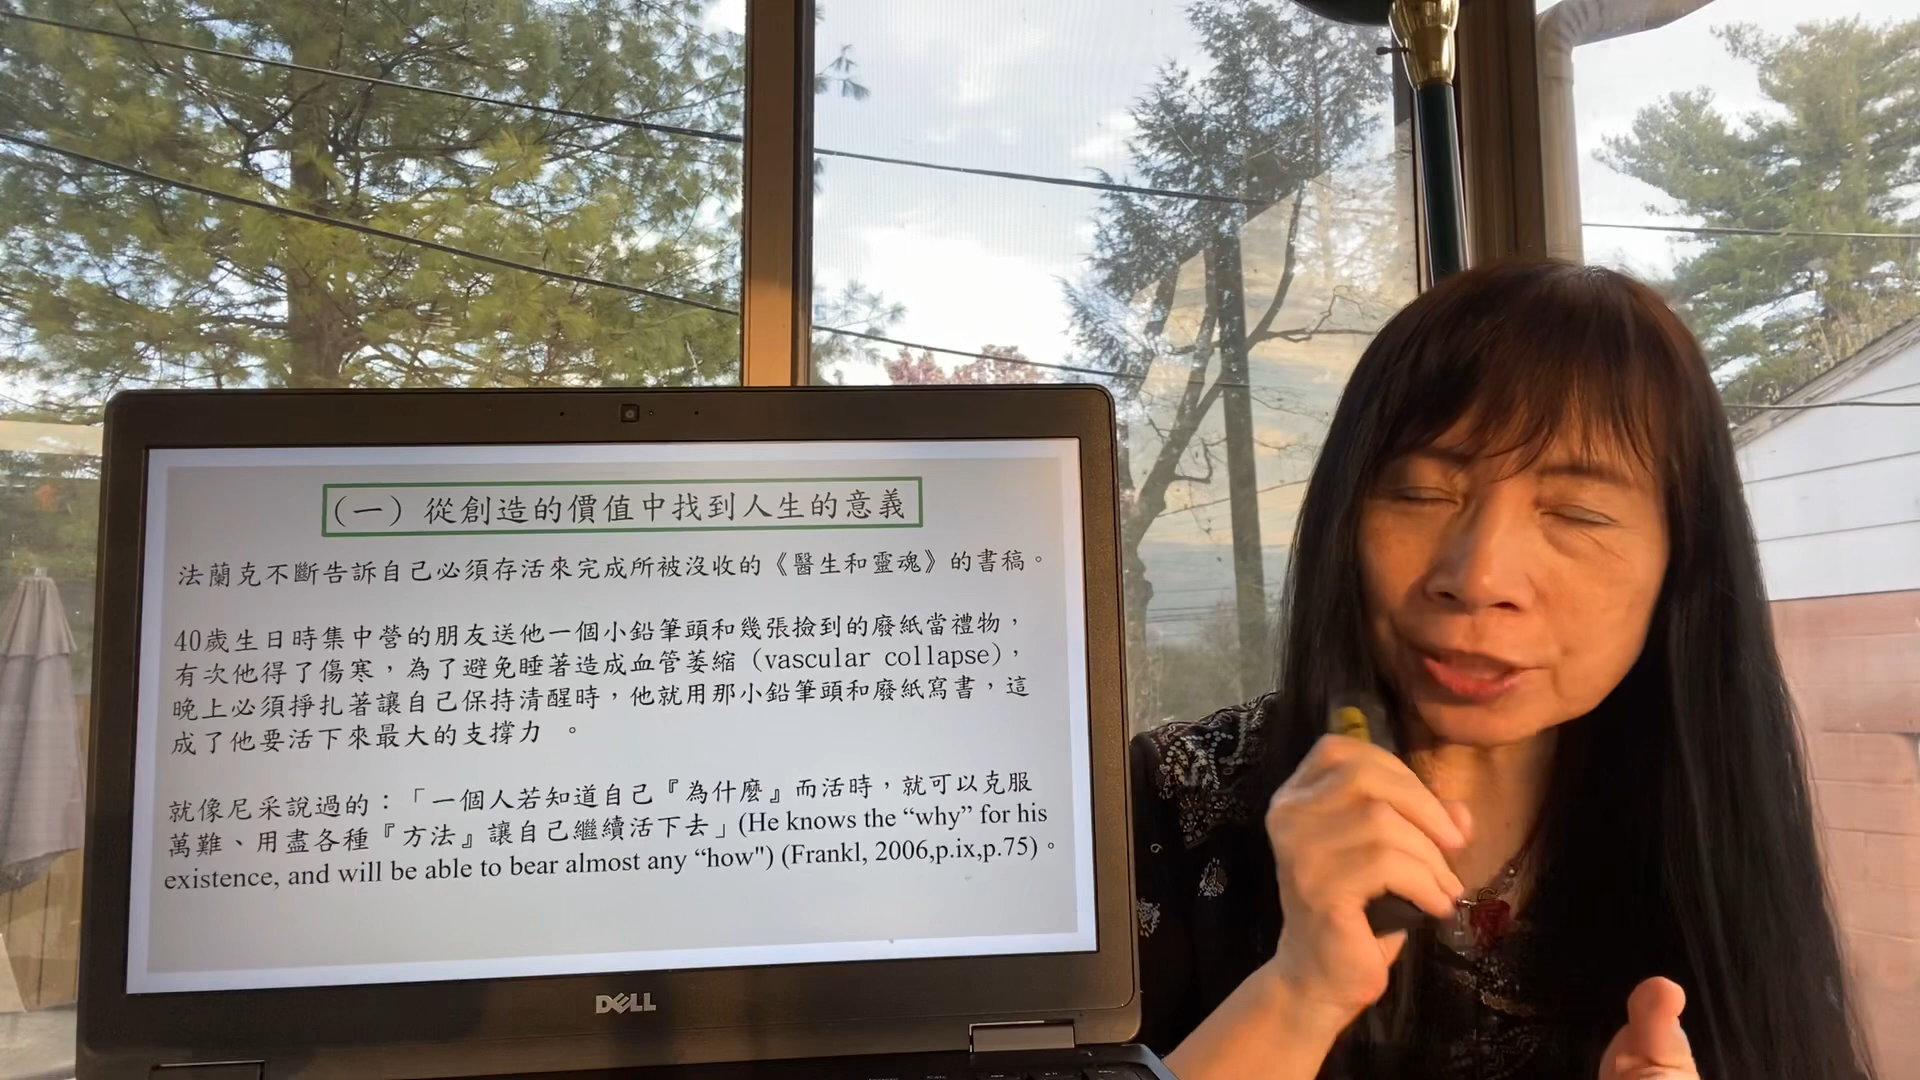 （一）從創造的價值中找到人生的意義
法蘭克不斷告訴自己必須存活來完成所被沒收的《醫生和靈魂》的書稿。
40歲生日時集中營的朋友送他一個小鉛筆頭和幾張撿到的廢紙當禮物，
有次他得了傷寒，為了避免睡著造成血管萎縮 (vascular collapse)，
晚上必須掙扎著讓自己保持清醒時，他就用那小鉛筆頭和廢紙寫書，這
成了他要活下來最大的支撐力 。
就像尼采說過的：「一個人若知道自己『為什麼』而活時，就可以克服
萬難、用盡各種『方法』讓自己繼續活下去」(He knows the “why” for his
existence, and will be able to bear almost any “how") (Frankl, 2006,p.ix,p.75)。
DELL